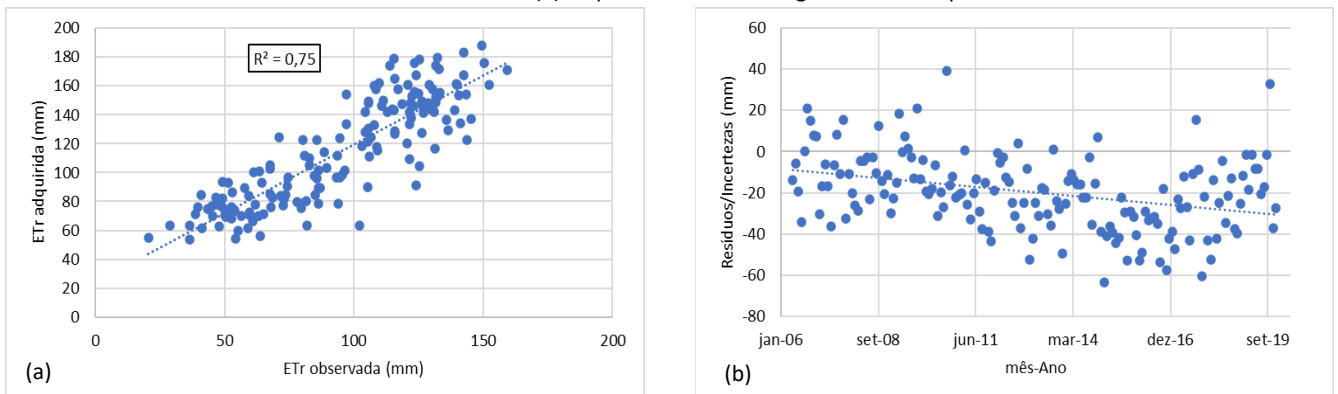 200
180
160
140
120
100
80
60
40
20
0
ETr adquirida (mm)
R² = 0,75
0 50 100 150 200
ETr observada (mm)
(a)
60
40
20
0
-20
-40
-60
-80
Resíduos/Incertezas (mm)
jan-06 set-08 jun-11 mar-14 dez-16 set-19
mês-Ano
(b)